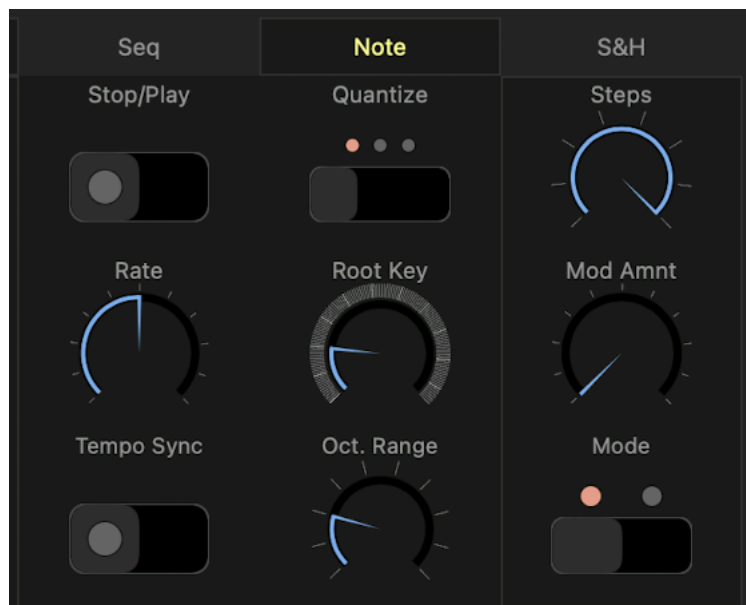 Seq Note S&H
Stop/Play Quantize Steps
Rate Root Key Mod Amnt
Tempo Sync Oct. Range Mode